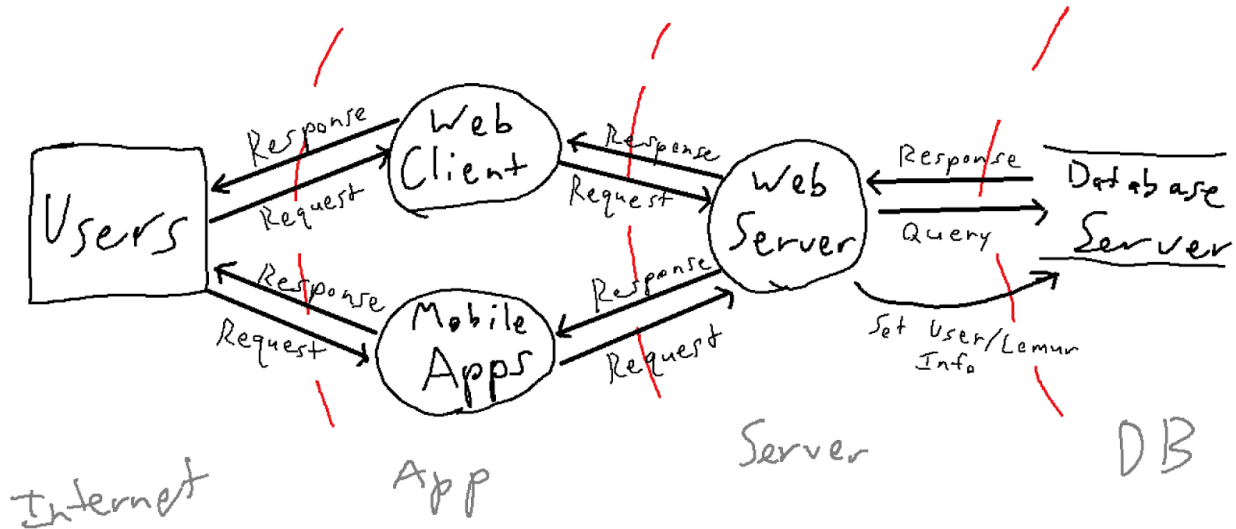 Users
Response
Request
Response
Request
Web
Client
Mobile
Apps
Response
Request
Response
Request
Web
Server
Response
Query
Set User/Lemur
Info
Database
Server
Internet
App
Server
DB